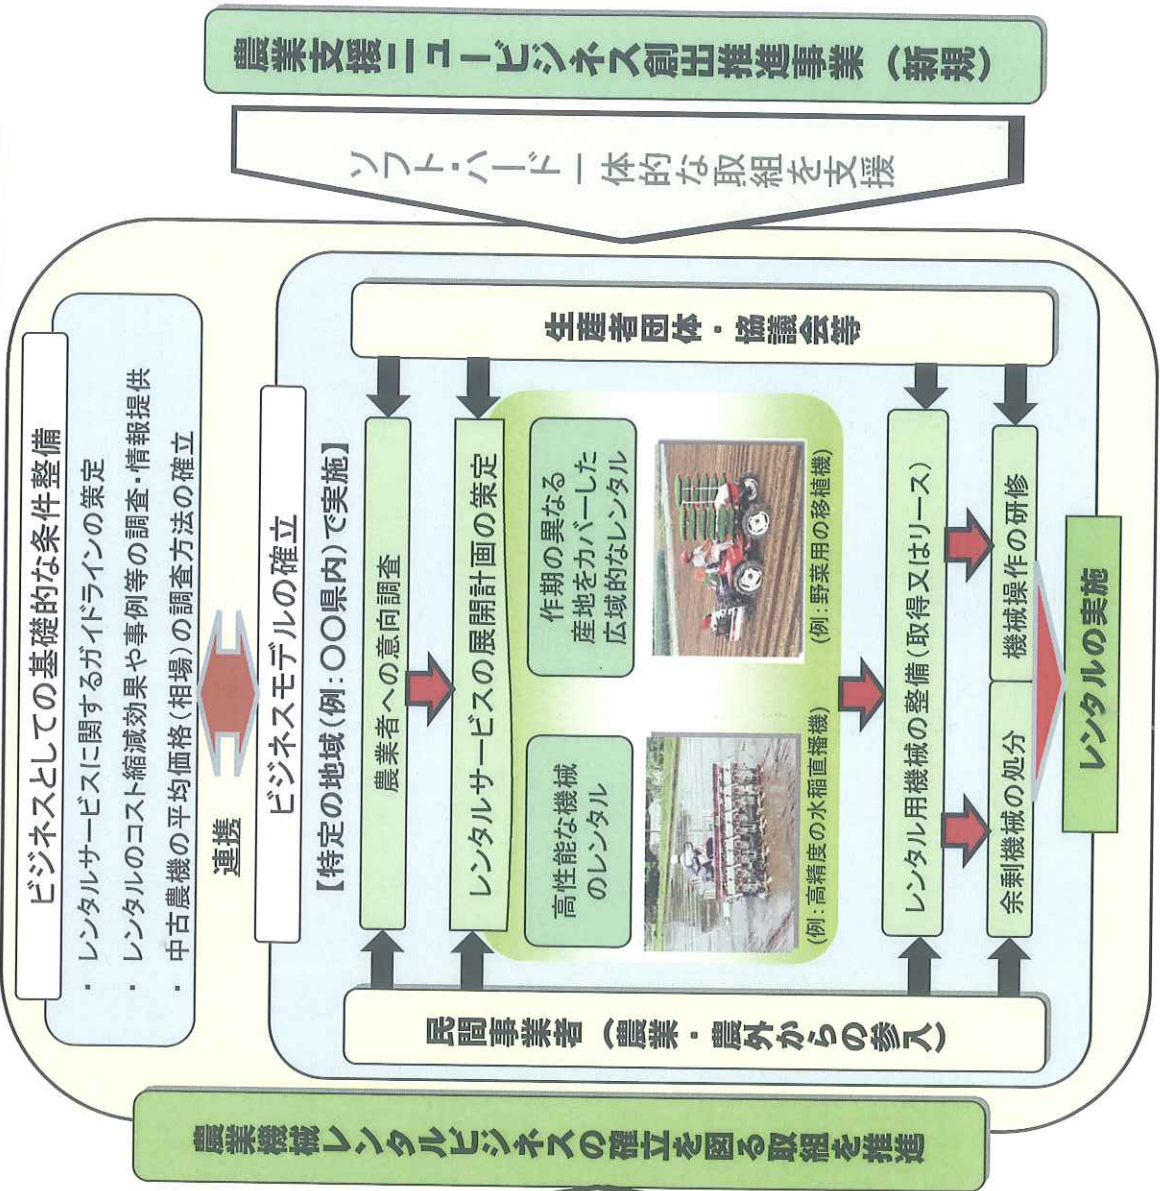 農業機械レンタルビジネスの確立を図る取組を推進
ビジネスとしての基礎的な条件整備
・ レンタルサービスに関するガイドラインの策定
・ レンタルのコスト縮減効果や事例等の調査・情報提供
・ 中古農機の平均価格(相場)の調査方法の確立
連携
ビジネスモデルの確立
【特定の地域(例:〇〇県内)で実施】
民間事業者(農業・農外からの参入)
農業者への意向調査
レンタルサービスの展開計画の策定
高性能な機械
のレンタル
(例:高精度の水稲直播機)
作期の異なる
産地をカバーした
広域的なレンタル
(例:野菜用の移植機)
レンタル用機械の整備(取得又はリース)
余剰機械の処分
機械操作の研修
レンタルの実施
生産者団体・協議会等
ソフト・ハード一体的な取組を支援
農業支援ニュービジネス創出推進事業(新規)